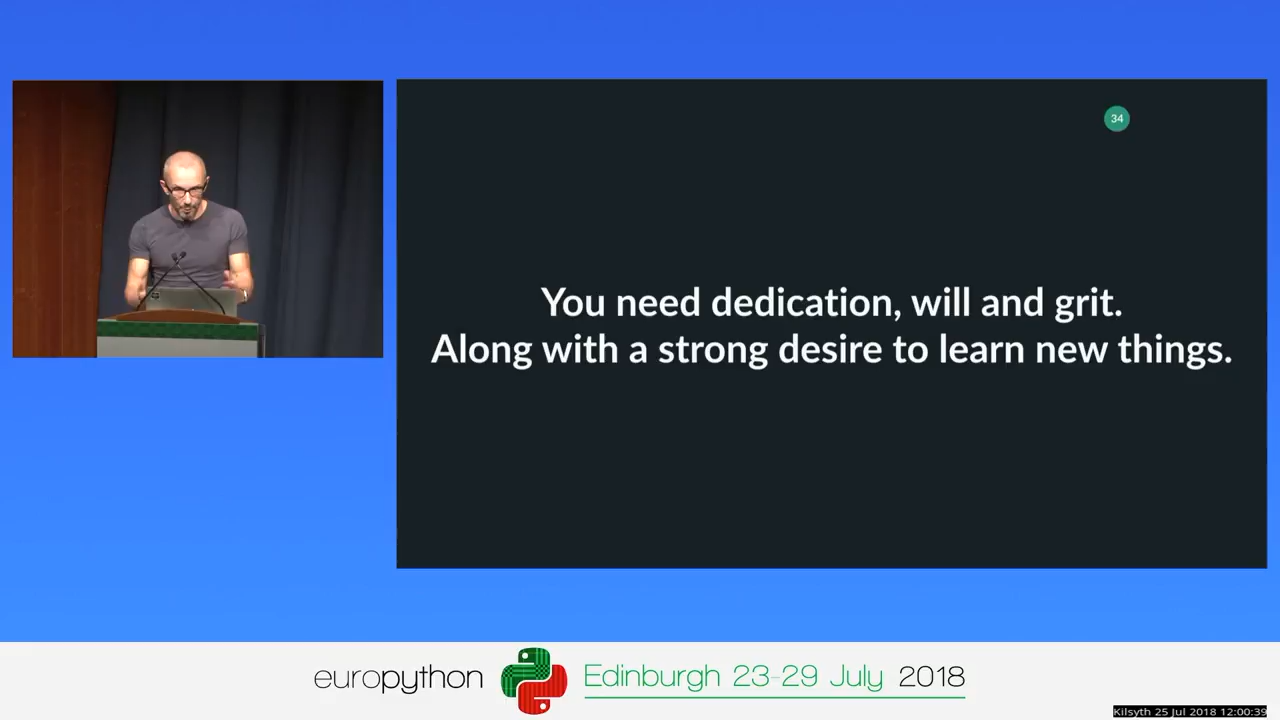 34
You need dedication, will and grit.
Along with a strong desire to learn new things.
europython Edinburgh 23-29 July 2018
Kilsyth 25 Jul 2018 12:00:39